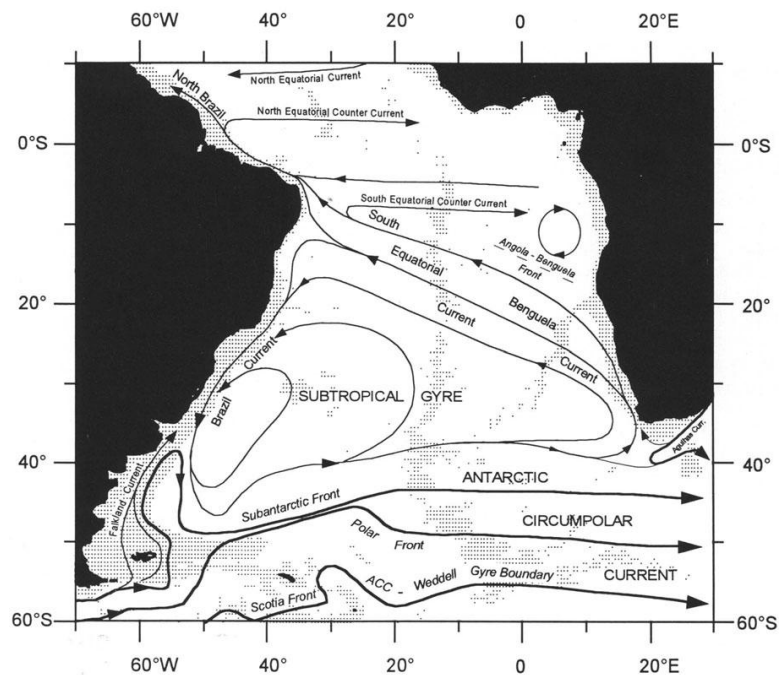 60°W 40° 20° 0 20°E
North Equatorial Current
North Brazil
North Equatorial Counter Current
0°S 0°S
South Equatorial Counter Current
South
Equatorial
Current
Angola - Benguela
Front
Benguela
Current
20° 20°
Current
Brazil
SUBTROPICAL GYRE
Agulhas Curr.
40° 40°
Falkland Current
Subantarctic Front
ANTARCTIC
CIRCUMPOLAR
CURRENT
Polar
Front
ACC - Weddell Gyre Boundary
Scotia Front
60°S 60°S
60°W 40° 20° 0 20°E